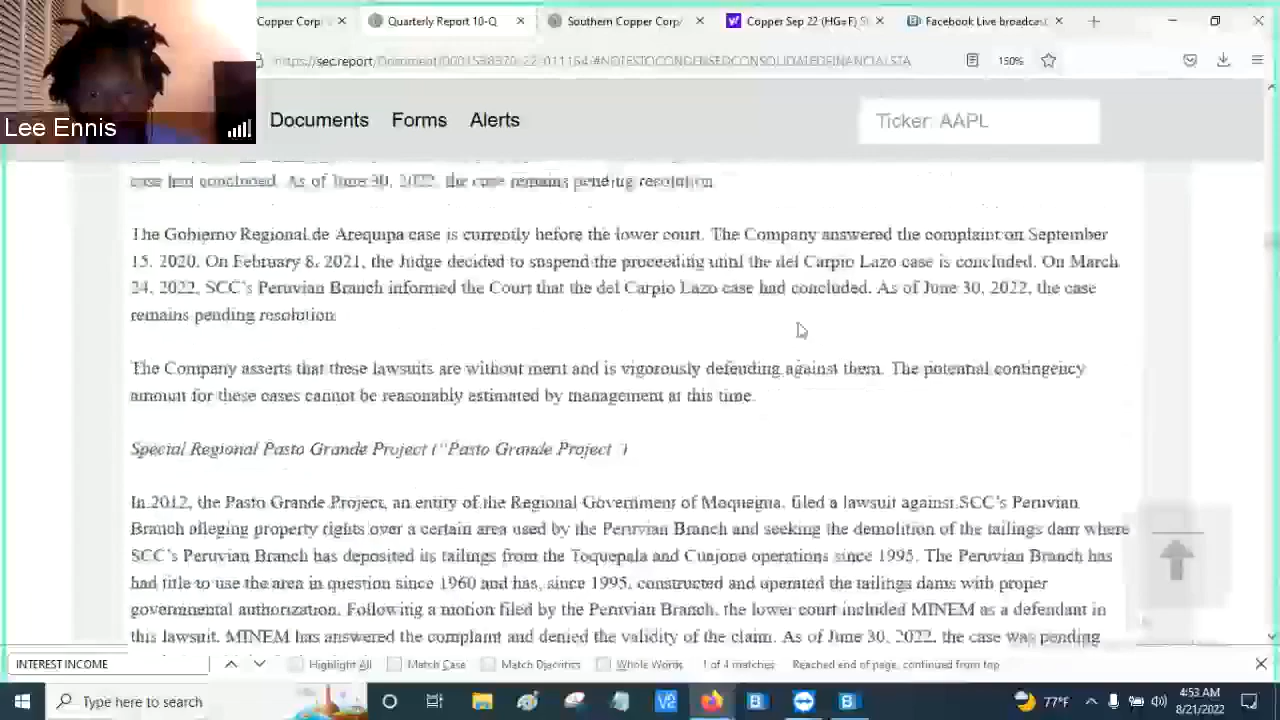 Copper Corp
Quarterly Report 10-Q
Southern Copper Corp/
Copper Sep 22 (HG=F) S
Facebook Live broadcast
150%
Lee Ennis
Documents
Forms
Alerts
Ticker: AAPL
case had concluded. As of June 30, 2022, the case remains pending resolution.
The Gobierno Regional de Arequipa case is currently before the lower court. The Company answered the complaint on September
15, 2020. On February 8, 2021, the Judge decided to suspend the proceeding until the del Carpio Lazo case is concluded. On March
24, 2022, SCC's Peruvian Branch informed the Court that the del Carpio Lazo case had concluded. As of June 30, 2022, the case
remains pending resolution.
The Company asserts that these lawsuits are without merit and is vigorously defending against them. The potential contingency
amount for these cases cannot be reasonably estimated by management at this time.
Special Regional Pasto Grande Project ("Pasto Grande Project")
In 2012, the Pasto Grande Project, an entity of the Regional Government of Moquegua, filed a lawsuit against SCC's Peruvian
Branch alleging property rights over a certain area used by the Peruvian Branch and seeking the demolition of the tailings dam where
SCC's Peruvian Branch has deposited its tailings from the Toquepala and Cuajone operations since 1995. The Peruvian Branch has
had title to use the area in question since 1960 and has, since 1995, constructed and operated the tailings dams with proper
governmental authorization. Following a motion filed by the Peruvian Branch, the lower court included MINEM as a defendant in
this lawsuit. MINEM has answered the complaint and denied the validity of the claim. As of June 30, 2022, the case was pending
INTEREST INCOME
Highlight All
Match Case
Match Diacritics
Whole Words
1 of 4 matches
Reached end of page, continued from top
Type here to search
77°F
4:53 AM
8/21/2022